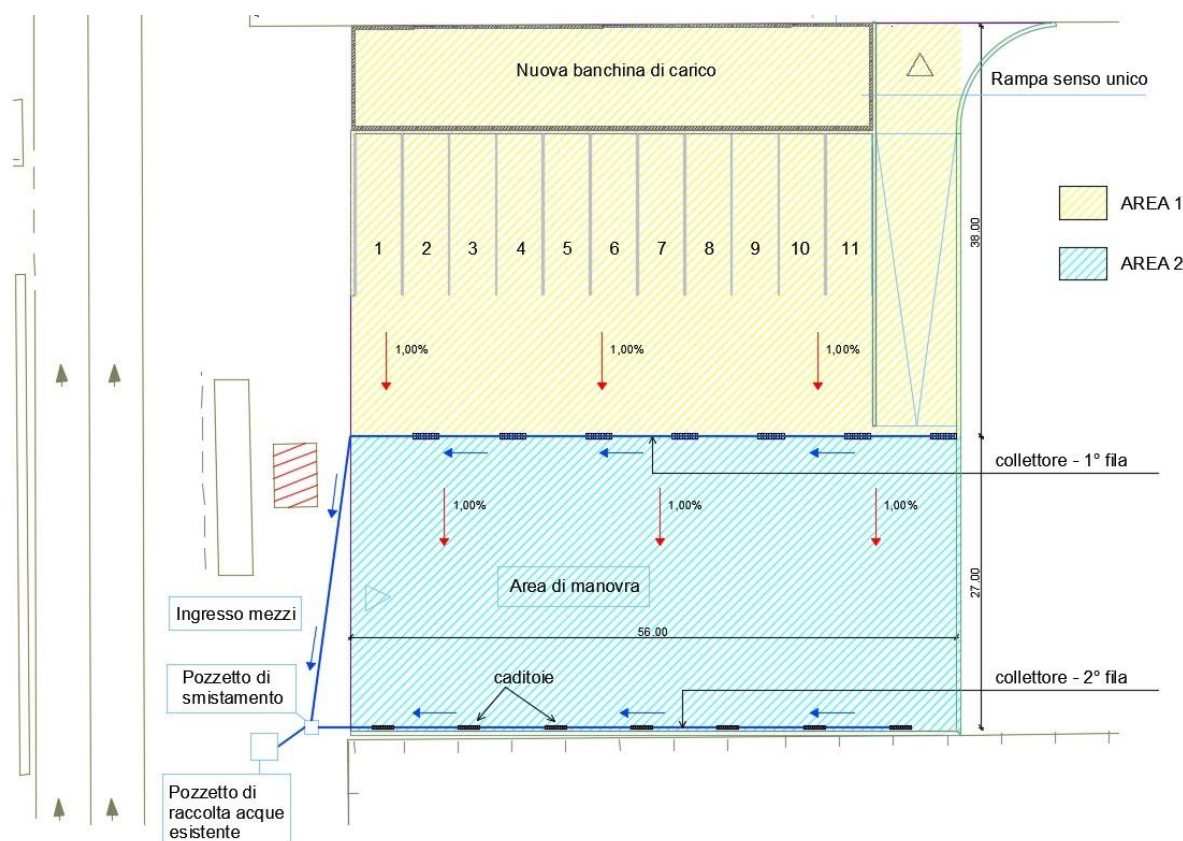 Nuova banchina di carico
Rampa senso unico
AREA 1
AREA 2
38.00
1 2 3 4 5 6 7 8 9 10 11
1,00% 1,00% 1,00%
collettore - 1° fila
1,00% 1,00% 1,00%
Area di manovra
27.00
Ingresso mezzi
56.00
Pozzetto di
smistamento
caditoie
collettore - 2° fila
Pozzetto di
raccolta acque
esistente